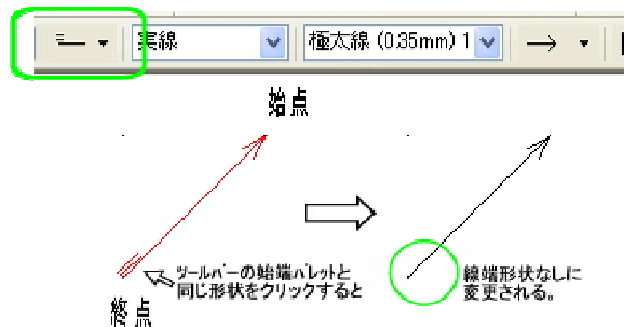 実線
極太線 (0.35mm) 1
始点
ツールバーの始端パレットと
同じ形状をクリックすると
線端形状なしに
変更される。
終点